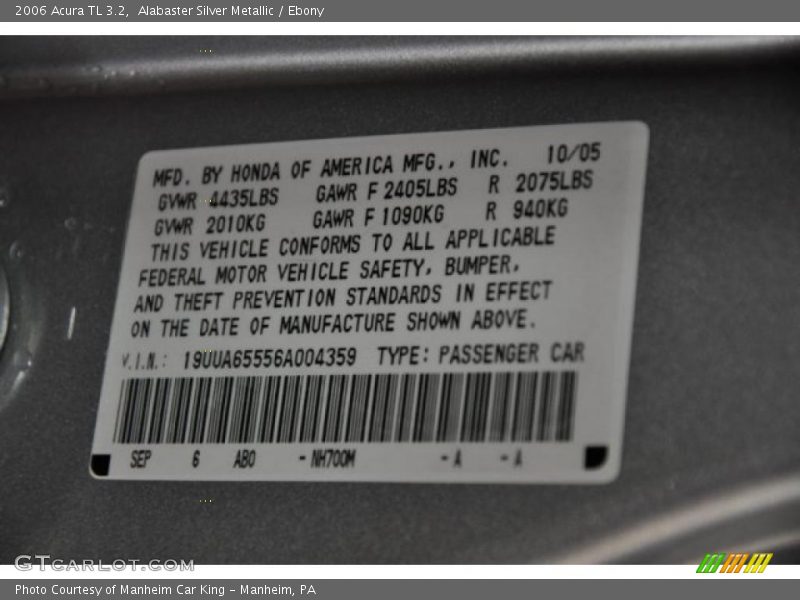 2006 Acura TL 3.2,  Alabaster Silver Metallic / Ebony
MFD. BY HONDA OF AMERICA MFG., INC. 10/05
GVWR 4435LBS GAWR F 2405LBS R 2075LBS
GVWR 2010KG GAWR F 1090KG R 940KG
THIS VEHICLE CONFORMS TO ALL APPLICABLE
FEDERAL MOTOR VEHICLE SAFETY, BUMPER,
AND THEFT PREVENTION STANDARDS IN EFFECT
ON THE DATE OF MANUFACTURE SHOWN ABOVE.
V.I.N.: 19UUA65556A004359 TYPE: PASSENGER CAR
SEP 6 AB0 - NH700M - A - A
GTcarlot.com
Photo Courtesy of Manheim Car King - Manheim, PA